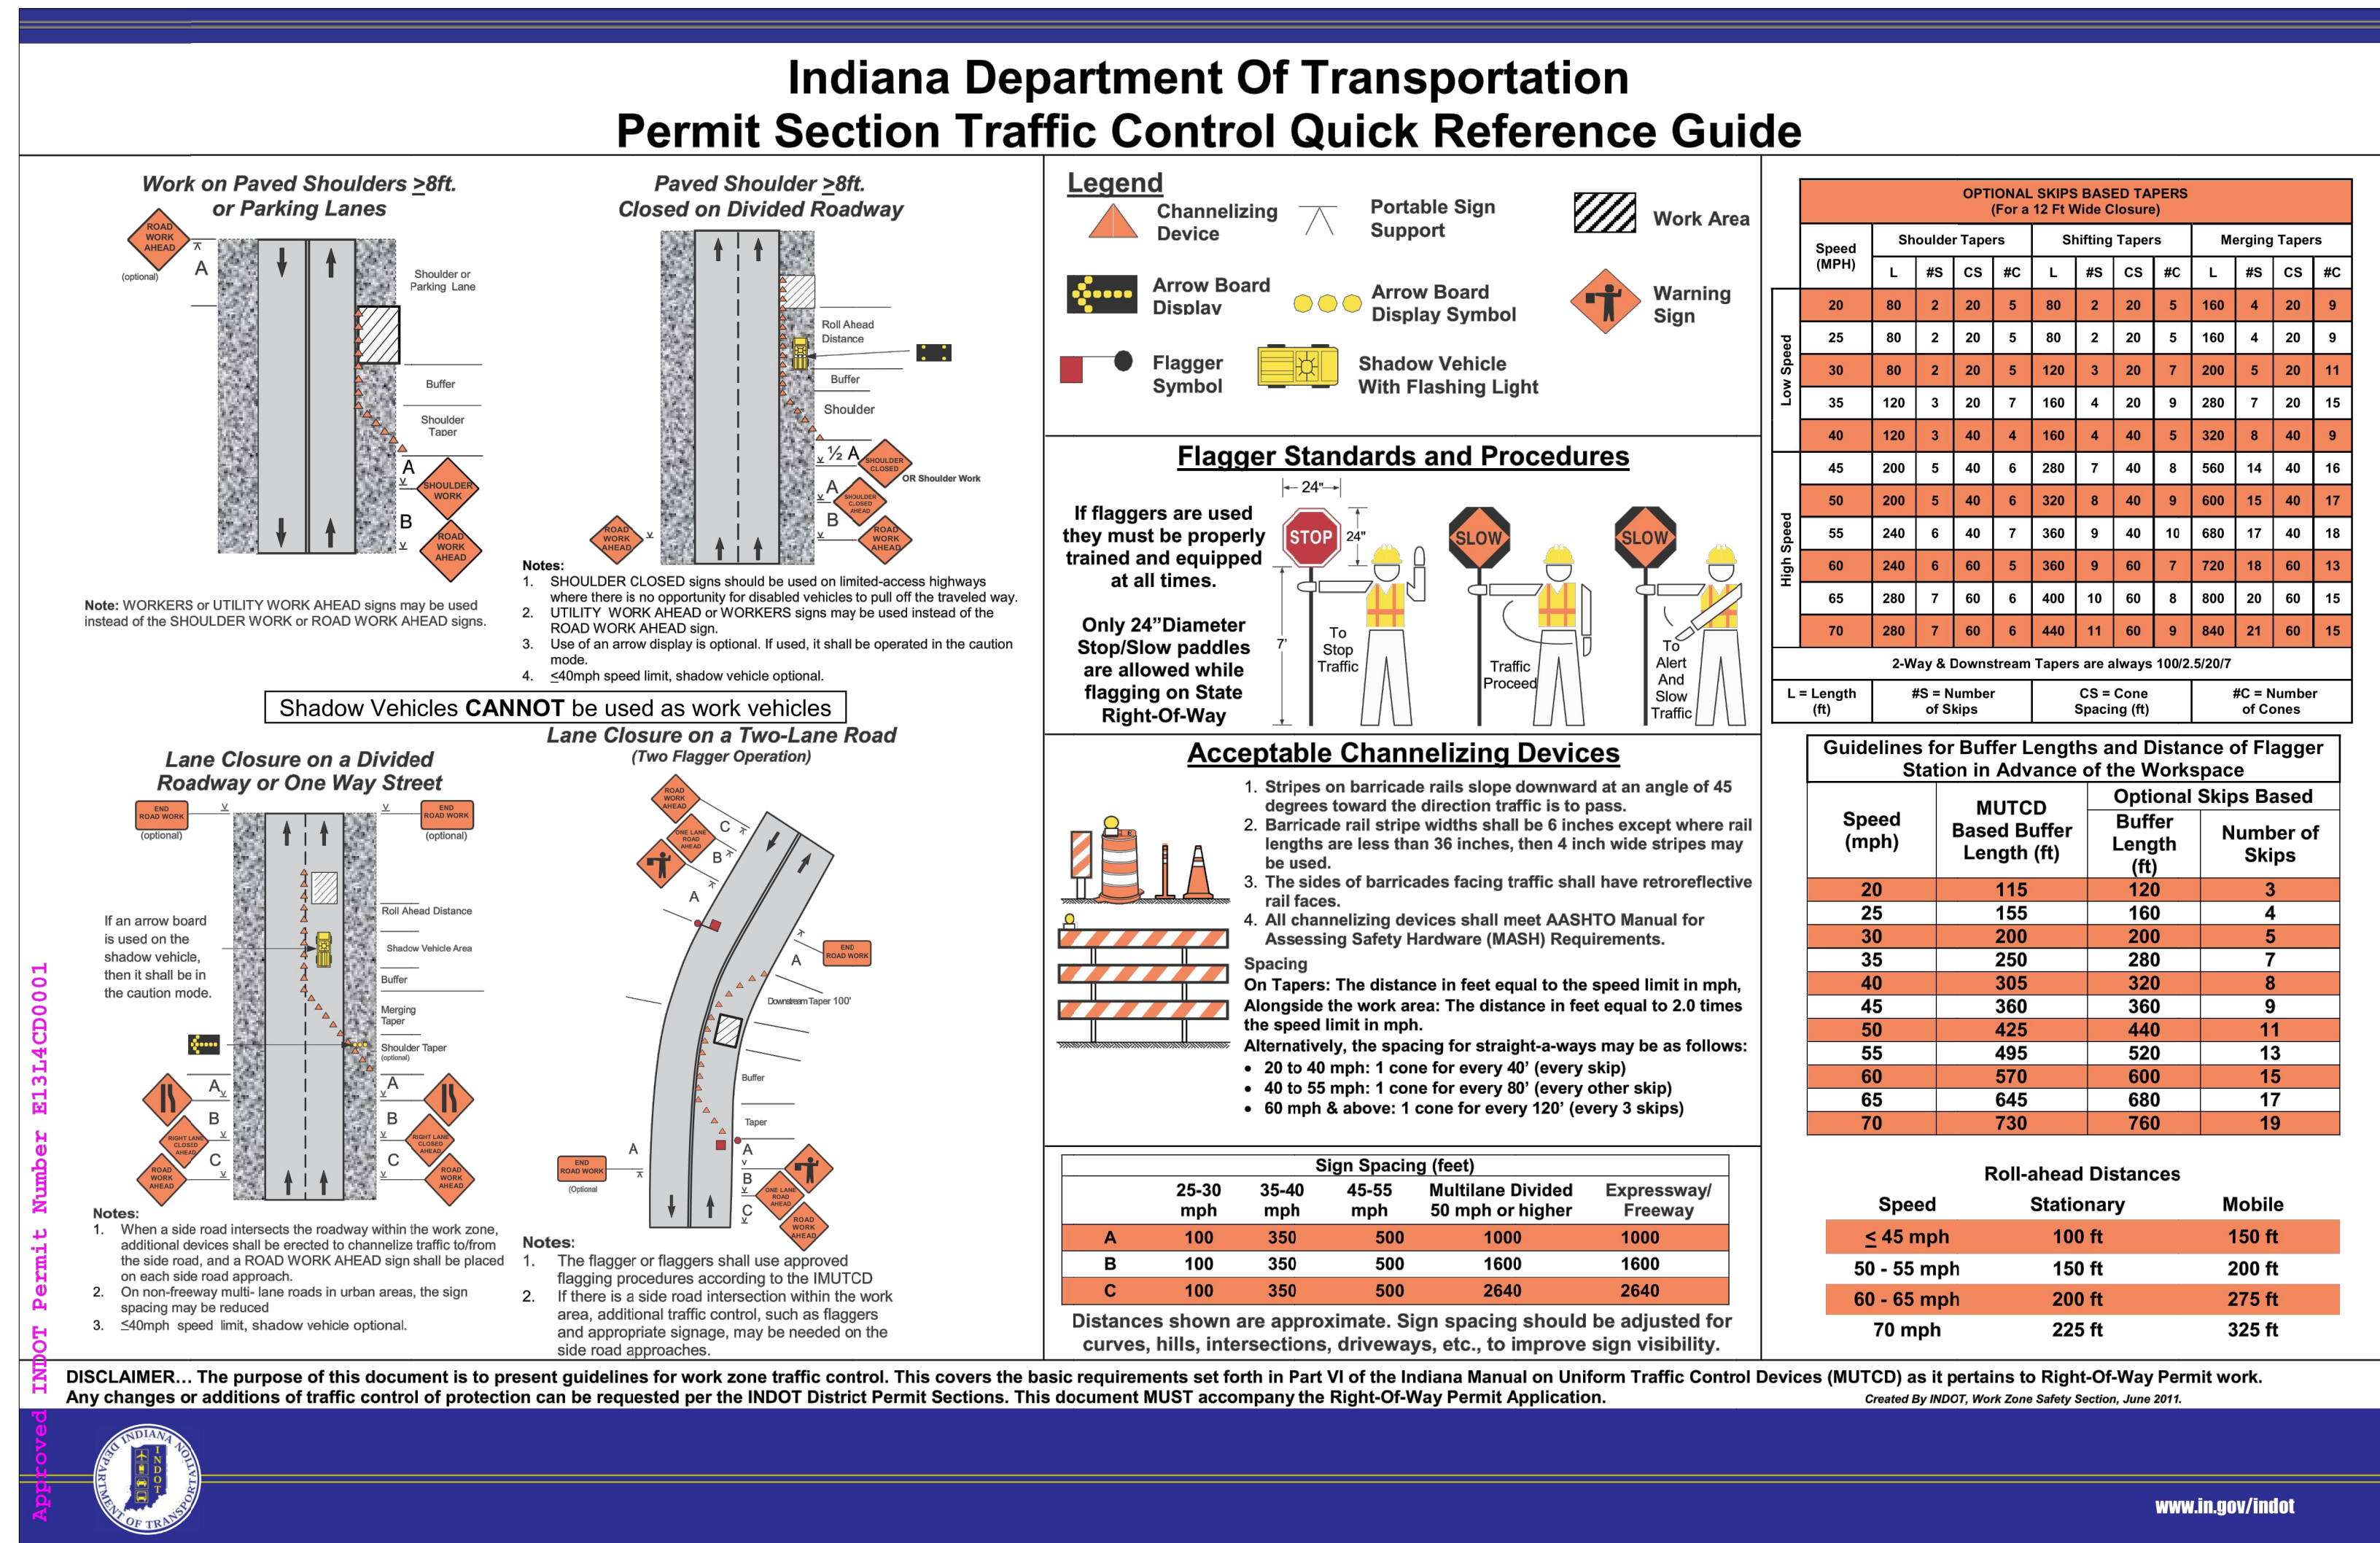 Indiana Department Of Transportation
Permit Section Traffic Control Quick Reference Guide
Work on Paved Shoulders >8ft.
or Parking Lanes
ROAD
WORK
AHEAD
(optional)
A
Shoulder or
Parking Lane
Buffer
Shoulder
Taper
A
SHOULDER
WORK
B
ROAD
WORK
AHEAD
Note: WORKERS or UTILITY WORK AHEAD signs may be used
instead of the SHOULDER WORK or ROAD WORK AHEAD signs.
Paved Shoulder >8ft.
Closed on Divided Roadway
Roll Ahead
Distance
Buffer
Shoulder
½ A
SHOULDER
CLOSED
OR Shoulder Work
A
SHOULDER
CLOSED
AHEAD
B
ROAD
WORK
AHEAD
ROAD
WORK
AHEAD
Notes:
1. SHOULDER CLOSED signs should be used on limited-access highways
where there is no opportunity for disabled vehicles to pull off the traveled way.
2. UTILITY WORK AHEAD or WORKERS signs may be used instead of the
ROAD WORK AHEAD sign.
3. Use of an arrow display is optional. If used, it shall be operated in the caution
mode.
4. ≤40mph speed limit, shadow vehicle optional.
Shadow Vehicles CANNOT be used as work vehicles
Lane Closure on a Divided
Roadway or One Way Street
END
ROAD WORK
(optional)
END
ROAD WORK
(optional)
If an arrow board
is used on the
shadow vehicle,
then it shall be in
the caution mode.
Roll Ahead Distance
Shadow Vehicle Area
Buffer
Merging
Taper
Shoulder Taper
(optional)
A
A
B
B
RIGHT LANE
CLOSED
AHEAD
RIGHT LANE
CLOSED
AHEAD
C
C
ROAD
WORK
AHEAD
ROAD
WORK
AHEAD
Notes:
1. When a side road intersects the roadway within the work zone,
additional devices shall be erected to channelize traffic to/from
the side road, and a ROAD WORK AHEAD sign shall be placed
on each side road approach.
2. On non-freeway multi- lane roads in urban areas, the sign
spacing may be reduced
3. ≤40mph speed limit, shadow vehicle optional.
Lane Closure on a Two-Lane Road
(Two Flagger Operation)
ROAD
WORK
AHEAD
C
ONE LANE
ROAD
AHEAD
B
A
A
END
ROAD WORK
Downstream Taper 100'
Buffer
Taper
A
END
ROAD WORK
(Optional
A
B
ONE LANE
ROAD
AHEAD
C
ROAD
WORK
AHEAD
Notes:
1. The flagger or flaggers shall use approved
flagging procedures according to the IMUTCD
2. If there is a side road intersection within the work
area, additional traffic control, such as flaggers
and appropriate signage, may be needed on the
side road approaches.
Legend
Channelizing
Device
Portable Sign
Support
Work Area
Arrow Board
Display
Arrow Board
Display Symbol
Warning
Sign
Flagger
Symbol
Shadow Vehicle
With Flashing Light
Flagger Standards and Procedures
If flaggers are used
they must be properly
trained and equipped
at all times.
Only 24”Diameter
Stop/Slow paddles
are allowed while
flagging on State
Right-Of-Way
24"
STOP
24"
7'
To
Stop
Traffic
SLOW
Traffic
Proceed
SLOW
To
Alert
And
Slow
Traffic
Acceptable Channelizing Devices
1. Stripes on barricade rails slope downward at an angle of 45
degrees toward the direction traffic is to pass.
2. Barricade rail stripe widths shall be 6 inches except where rail
lengths are less than 36 inches, then 4 inch wide stripes may
be used.
3. The sides of barricades facing traffic shall have retroreflective
rail faces.
4. All channelizing devices shall meet AASHTO Manual for
Assessing Safety Hardware (MASH) Requirements.
Spacing
On Tapers: The distance in feet equal to the speed limit in mph,
Alongside the work area: The distance in feet equal to 2.0 times
the speed limit in mph.
Alternatively, the spacing for straight-a-ways may be as follows:
• 20 to 40 mph: 1 cone for every 40’ (every skip)
• 40 to 55 mph: 1 cone for every 80’ (every other skip)
• 60 mph & above: 1 cone for every 120’ (every 3 skips)
Sign Spacing (feet)
25-30 mph 35-40 mph 45-55 mph Multilane Divided 50 mph or higher Expressway/ Freeway
A 100 350 500 1000 1000
B 100 350 500 1600 1600
C 100 350 500 2640 2640
Distances shown are approximate. Sign spacing should be adjusted for
curves, hills, intersections, driveways, etc., to improve sign visibility.
OPTIONAL SKIPS BASED TAPERS
(For a 12 Ft Wide Closure)
Speed (MPH) Shoulder Tapers Shifting Tapers Merging Tapers
L #S CS #C L #S CS #C L #S CS #C
Low Speed
20 80 2 20 5 80 2 20 5 160 4 20 9
25 80 2 20 5 80 2 20 5 160 4 20 9
30 80 2 20 5 120 3 20 7 200 5 20 11
35 120 3 20 7 160 4 20 9 280 7 20 15
40 120 3 40 4 160 4 40 5 320 8 40 9
High Speed
45 200 5 40 6 280 7 40 8 560 14 40 16
50 200 5 40 6 320 8 40 9 600 15 40 17
55 240 6 40 7 360 9 40 10 680 17 40 18
60 240 6 60 5 360 9 60 7 720 18 60 13
65 280 7 60 6 400 10 60 8 800 20 60 15
70 280 7 60 6 440 11 60 9 840 21 60 15
2-Way & Downstream Tapers are always 100/2.5/20/7
L = Length (ft) #S = Number of Skips CS = Cone Spacing (ft) #C = Number of Cones
Guidelines for Buffer Lengths and Distance of Flagger
Station in Advance of the Workspace
Speed (mph) MUTCD Based Buffer Length (ft) Optional Skips Based
Buffer Length (ft) Number of Skips
20 115 120 3
25 155 160 4
30 200 200 5
35 250 280 7
40 305 320 8
45 360 360 9
50 425 440 11
55 495 520 13
60 570 600 15
65 645 680 17
70 730 760 19
Roll-ahead Distances
Speed Stationary Mobile
≤ 45 mph 100 ft 150 ft
50 - 55 mph 150 ft 200 ft
60 - 65 mph 200 ft 275 ft
70 mph 225 ft 325 ft
DISCLAIMER… The purpose of this document is to present guidelines for work zone traffic control. This covers the basic requirements set forth in Part VI of the Indiana Manual on Uniform Traffic Control Devices (MUTCD) as it pertains to Right-Of-Way Permit work.
Any changes or additions of traffic control of protection can be requested per the INDOT District Permit Sections. This document MUST accompany the Right-Of-Way Permit Application.
Created By INDOT, Work Zone Safety Section, June 2011.
Approved INDOT Permit Number E13L4CD0001
INDIANA DEPARTMENT OF TRANSPORTATION
INDOT
www.in.gov/indot